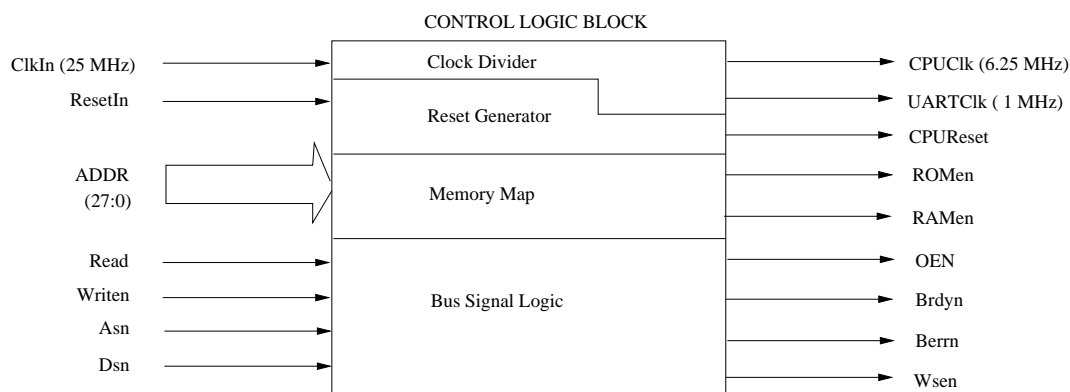 CONTROL LOGIC BLOCK
ClkIn (25 MHz)
Clock Divider
CPUClk (6.25 MHz)
ResetIn
UARTClk ( 1 MHz)
Reset Generator
CPUReset
ADDR
(27:0)
Memory Map
ROMen
RAMen
Read
OEN
Writen
Bus Signal Logic
Brdyn
Asn
Berrn
Dsn
Wsen